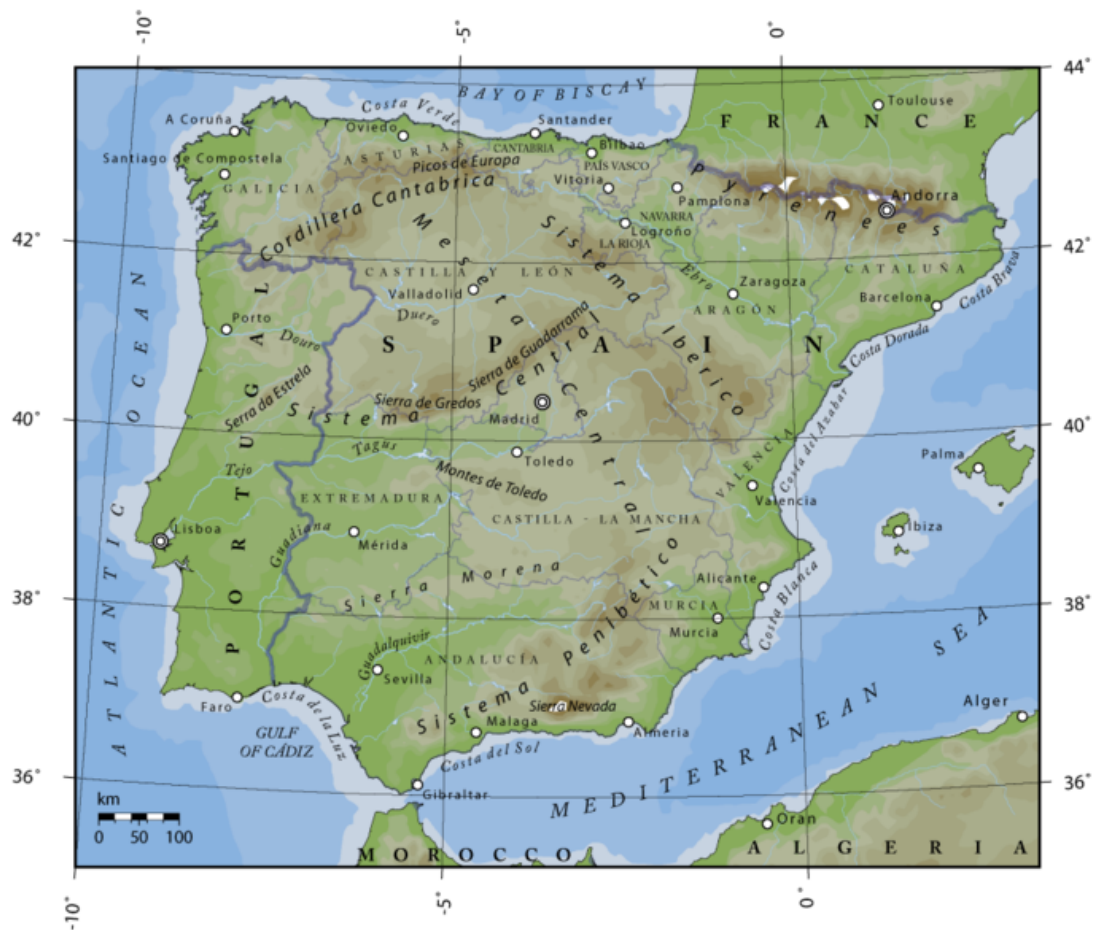 -10°
-5°
0°
44°
BAY OF BISCAY
Costa Verde
Toulouse
FRANCE
A Coruña
Oviedo
Santander
Bilbao
ASTURIAS
CANTABRIA
Picos de Europa
PAÍS VASCO
Santiago de Compostela
Vitoria
Pyrenees
Andorra
GALICIA
Cordillera Cantabrica
Pamplona
NAVARRA
Logroño
LA RIOJA
42°
42°
Meseta Central
Sistema Iberico
CASTILLA Y LEÓN
Ebro
CATALUÑA
Zaragoza
Valladolid
Barcelona
Costa Brava
ARAGÓN
Porto
Douro
Duero
Costa Dorada
SPAIN
PORTUGAL
ATLANTIC OCEAN
Sierra de Guadarrama
Sistema Central
Serra da Estrela
Sierra de Gredos
Madrid
40°
40°
Costa del Azahar
Tagus
Toledo
Tejo
Montes de Toledo
VALENCIA
Palma
EXTREMADURA
Valencia
Lisboa
Guadiana
Mérida
CASTILLA - LA MANCHA
Ibiza
Sierra Morena
Alicante
Costa Blanca
38°
38°
MURCIA
Murcia
Guadalquivir
ANDALUCÍA
Sistema Penibético
Sevilla
MEDITERRANEAN SEA
Faro
Costa de la Luz
Sierra Nevada
Malaga
Almeria
Alger
GULF
OF CÁDIZ
Costa del Sol
36°
36°
Gibraltar
km
0 50 100
Oran
MOROCCO
ALGERIA
-10°
-5°
0°